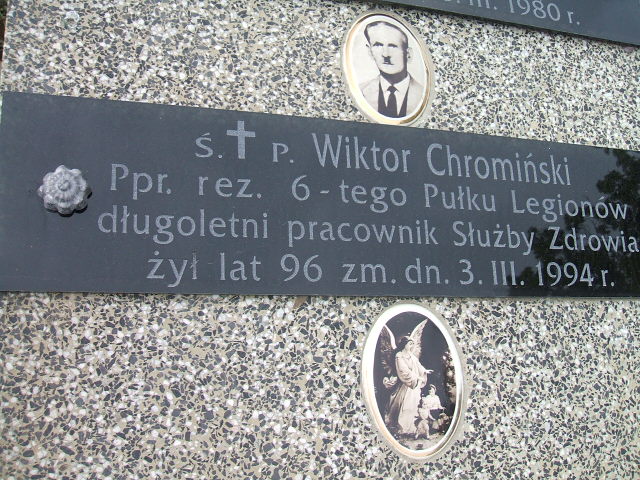 1980 r.
Ś. P. Wiktor Chromiński
Ppr. rez. 6-tego Pułku Legionów
długoletni pracownik Służby Zdrowia
żył lat 96 zm. dn. 3. III. 1994 r.